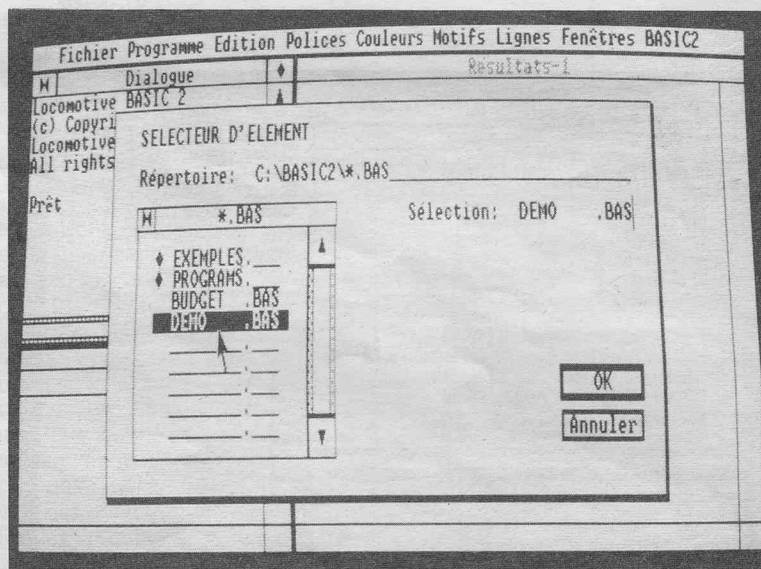 Fichier Programme Edition Polices Couleurs Motifs Lignes Fenêtres BASIC2
Dialogue
Résultats-1
Locomotive BASIC 2
(c) Copyri
Locomotive
All rights
Prêt
SELECTEUR D'ELEMENT
Répertoire: C:\BASIC2\*.BAS
*.BAS
Sélection: DEMO .BAS
EXEMPLES.
PROGRAMS.
BUDGET .BAS
DEMO .BAS
OK
Annuler